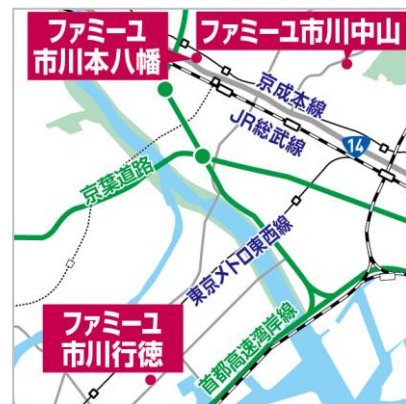 ファミーユ
市川本八幡
ファミーユ市川中山
京成本線
JR総武線
14
京葉道路
東京メトロ東西線
首都高速湾岸線
ファミーユ
市川行徳